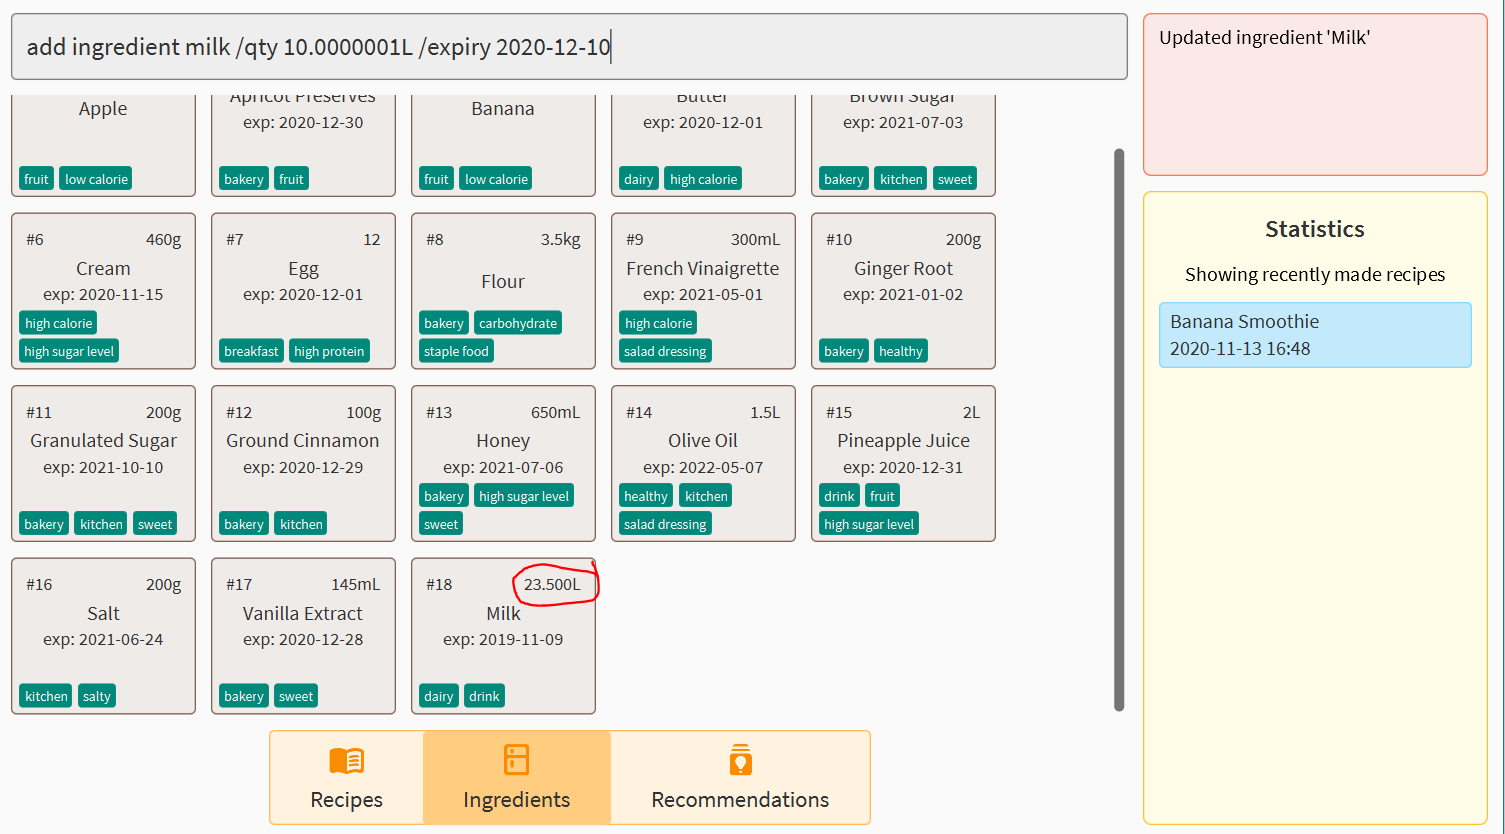 add ingredient milk /qty 10.0000001L /expiry 2020-12-10
Updated ingredient 'Milk'
Apple
fruit low calorie
Apricot Preserves
exp: 2020-12-30
bakery fruit
Banana
fruit low calorie
Butter
exp: 2020-12-01
dairy high calorie
Brown Sugar
exp: 2021-07-03
bakery kitchen sweet
#6 460g
Cream
exp: 2020-11-15
high calorie
high sugar level
#7 12
Egg
exp: 2020-12-01
breakfast high protein
#8 3.5kg
Flour
bakery carbohydrate
staple food
#9 300mL
French Vinaigrette
exp: 2021-05-01
high calorie
salad dressing
#10 200g
Ginger Root
exp: 2021-01-02
bakery healthy
#11 200g
Granulated Sugar
exp: 2021-10-10
bakery kitchen sweet
#12 100g
Ground Cinnamon
exp: 2020-12-29
bakery kitchen
#13 650mL
Honey
exp: 2021-07-06
bakery high sugar level
sweet
#14 1.5L
Olive Oil
exp: 2022-05-07
healthy kitchen
salad dressing
#15 2L
Pineapple Juice
exp: 2020-12-31
drink fruit
high sugar level
#16 200g
Salt
exp: 2021-06-24
kitchen salty
#17 145mL
Vanilla Extract
exp: 2020-12-28
bakery sweet
#18 23.500L
Milk
exp: 2019-11-09
dairy drink
Statistics
Showing recently made recipes
Banana Smoothie
2020-11-13 16:48
Recipes
Ingredients
Recommendations